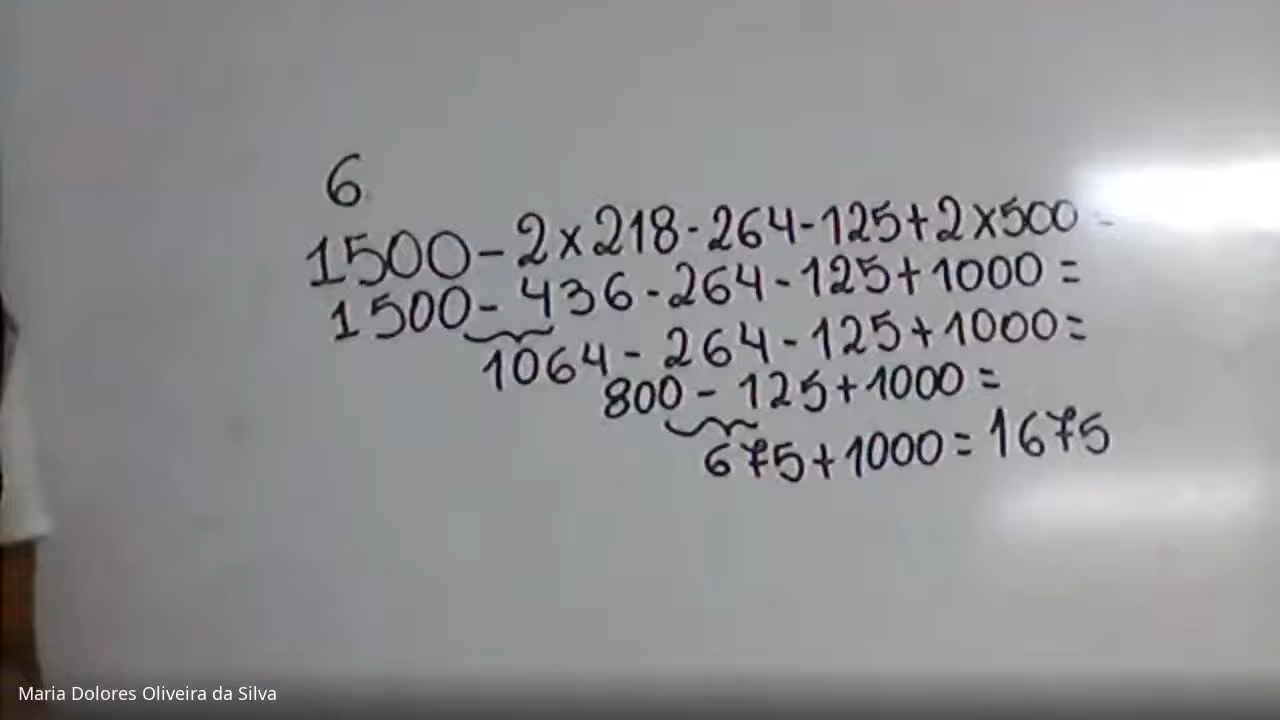 6.
1500-2x218-264-125+2x500=
1500-436-264-125+1000=
1064-264-125+1000=
800-125+1000=
675+1000=1675
Maria Dolores Oliveira da Silva